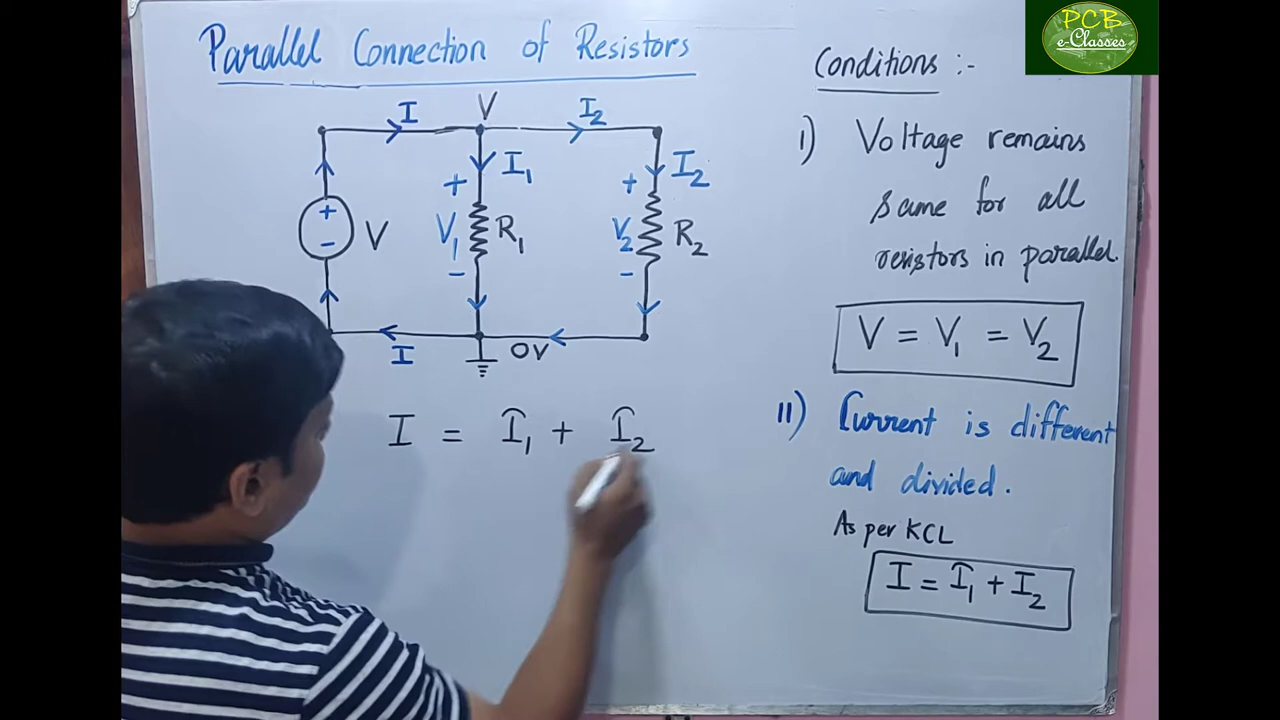 PCB
e-Classes
Parallel Connection of Resistors
I
V
I2
I1
I2
+
V1
-
R1
+
V2
-
R2
+
-
V
I
0V
I = I1 + I2
Conditions :-
I) Voltage remains
same for all
resistors in parallel.
V = V1 = V2
II) Current is different
and divided.
As per KCL
I = I1 + I2